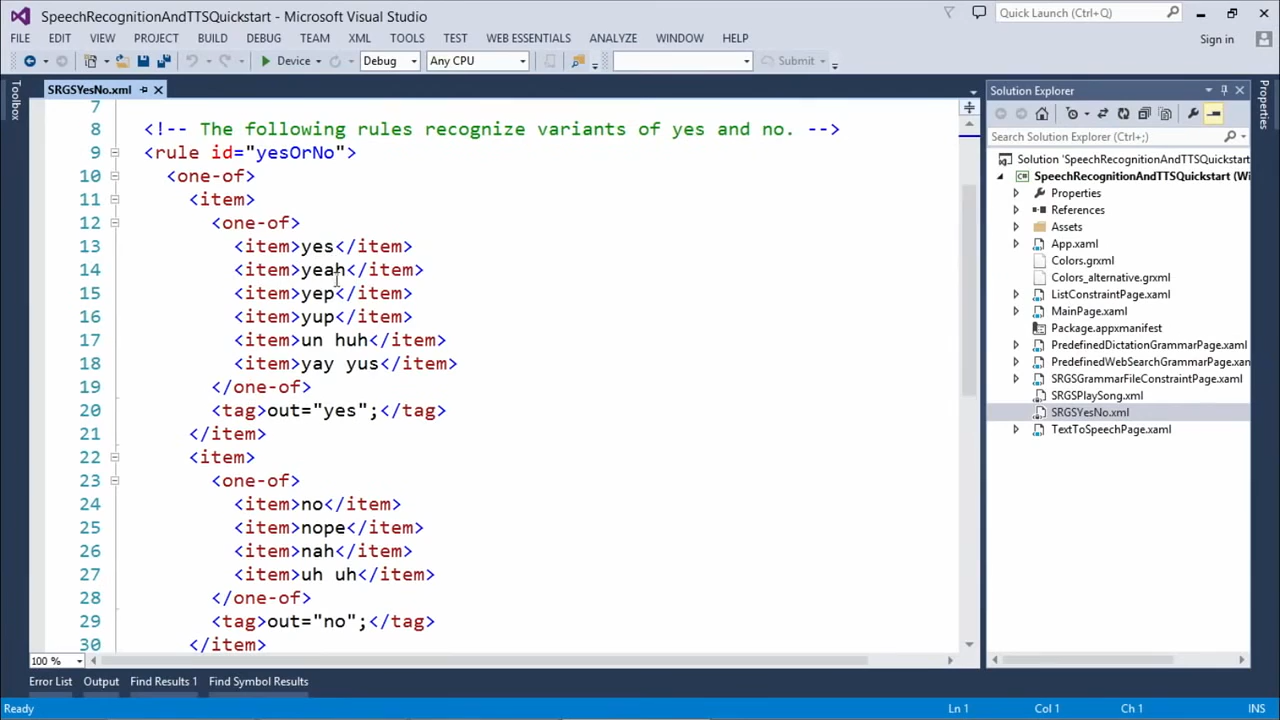 SpeechRecognitionAndTTSQuickstart - Microsoft Visual Studio
Quick Launch (Ctrl+Q)
FILE EDIT VIEW PROJECT BUILD DEBUG TEAM XML TOOLS TEST WEB ESSENTIALS ANALYZE WINDOW HELP
Sign in
Device Debug Any CPU Submit
Toolbox
SRGSYesNo.xml
7
8 <!-- The following rules recognize variants of yes and no. -->
9 <rule id="yesOrNo">
10 <one-of>
11 <item>
12 <one-of>
13 <item>yes</item>
14 <item>yeah</item>
15 <item>yep</item>
16 <item>yup</item>
17 <item>un huh</item>
18 <item>yay yus</item>
19 </one-of>
20 <tag>out="yes";</tag>
21 </item>
22 <item>
23 <one-of>
24 <item>no</item>
25 <item>nope</item>
26 <item>nah</item>
27 <item>uh uh</item>
28 </one-of>
29 <tag>out="no";</tag>
30 </item>
100 %
Solution Explorer
Search Solution Explorer (Ctrl+;)
Solution 'SpeechRecognitionAndTTSQuickstart
SpeechRecognitionAndTTSQuickstart (Wi
Properties
References
Assets
App.xaml
Colors.grxml
Colors_alternative.grxml
ListConstraintPage.xaml
MainPage.xaml
Package.appxmanifest
PredefinedDictationGrammarPage.xaml
PredefinedWebSearchGrammarPage.xan
SRGSGrammarFileConstraintPage.xaml
SRGSPlaySong.xml
SRGSYesNo.xml
TextToSpeechPage.xaml
Properties
Error List Output Find Results 1 Find Symbol Results
Ready Ln 1 Col 1 Ch 1 INS